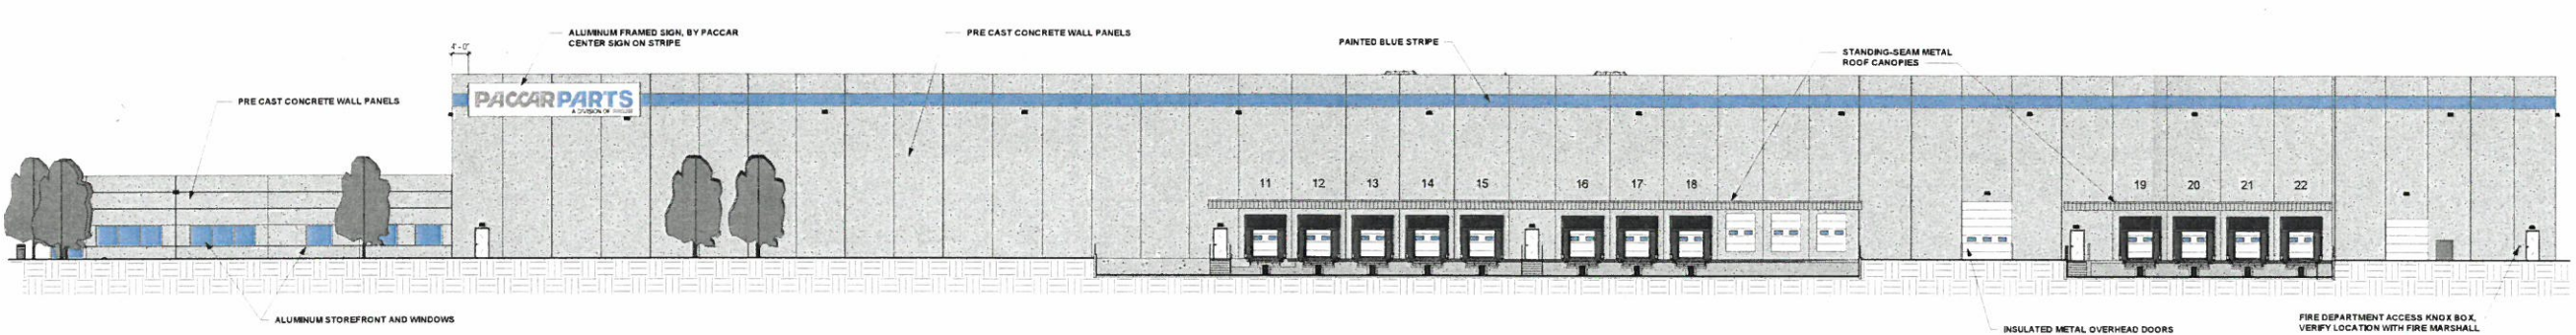 ALUMINUM FRAMED SIGN, BY PACCAR
CENTER SIGN ON STRIPE
4'-0"
PRE CAST CONCRETE WALL PANELS
PAINTED BLUE STRIPE
STANDING-SEAM METAL
ROOF CANOPIES
PRE CAST CONCRETE WALL PANELS
PACCAR PARTS
A DIVISION OF PACCAR
11 12 13 14 15 16 17 18 19 20 21 22
ALUMINUM STOREFRONT AND WINDOWS
INSULATED METAL OVERHEAD DOORS
FIRE DEPARTMENT ACCESS KNOX BOX,
VERIFY LOCATION WITH FIRE MARSHALL